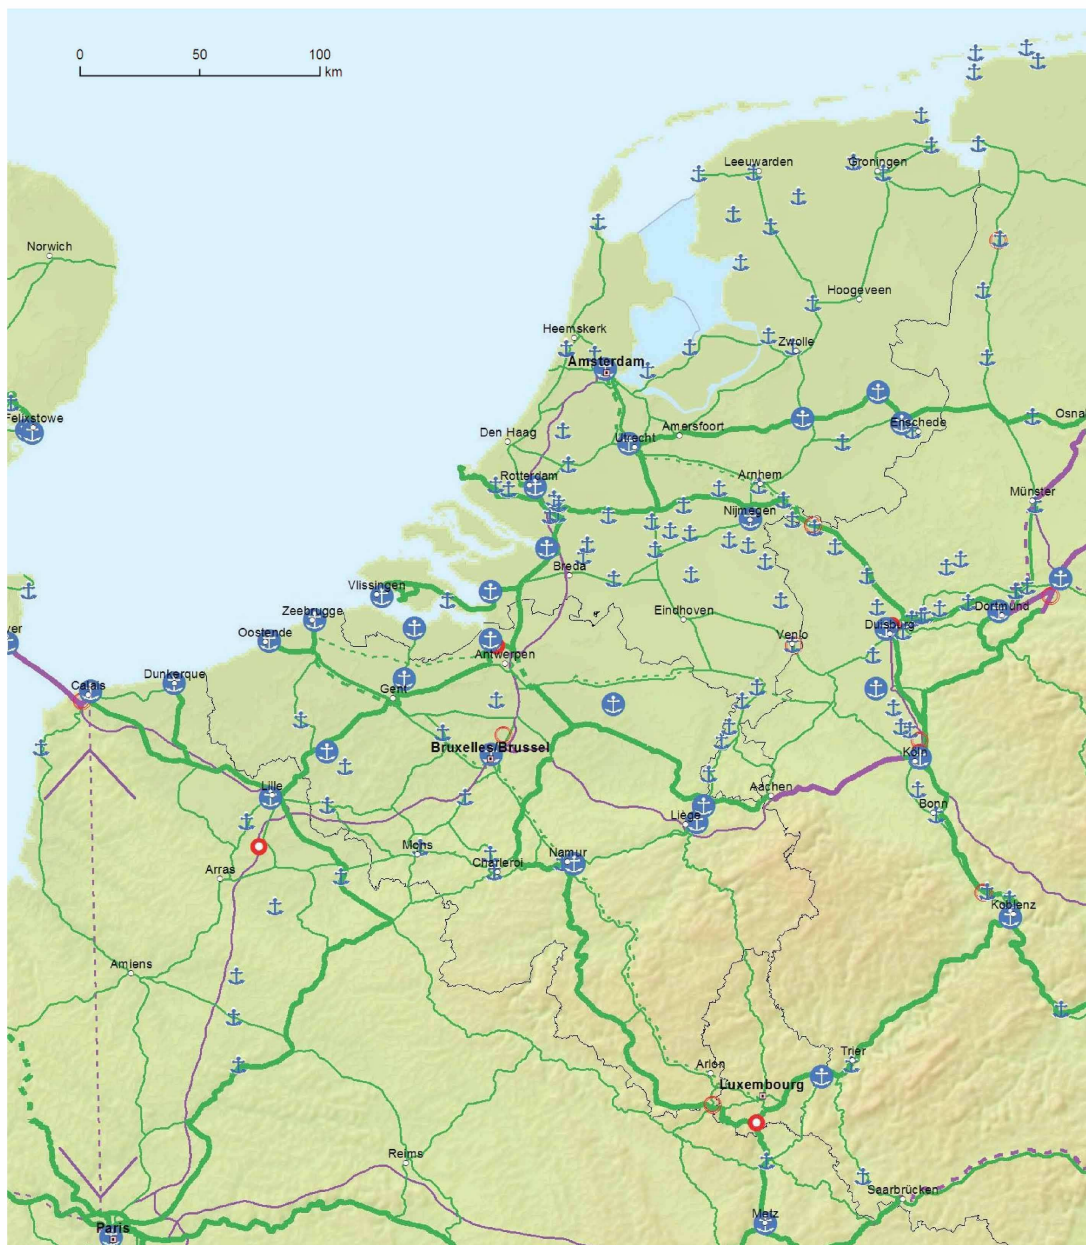 0 50 100
km
Leeuwarden
Groningen
Norwich
Hoogeveen
Heemskerk
Zwolle
Amsterdam
Felixstowe
Den Haag
Utrecht
Amersfoort
Enschede
Rotterdam
Arnhem
Münster
Nijmegen
Breda
Vlissingen
Zeebrugge
Eindhoven
Dortmund
Oostende
Venlo
Duisburg
Antwerpen
Dunkerque
Calais
Gent
Bruxelles/Brussel
Köln
Lille
Aachen
Liège
Bonn
Mons
Namur
Charleroi
Arras
Koblenz
Amiens
Trier
Arlon
Luxembourg
Reims
Saarbrücken
Metz
Paris